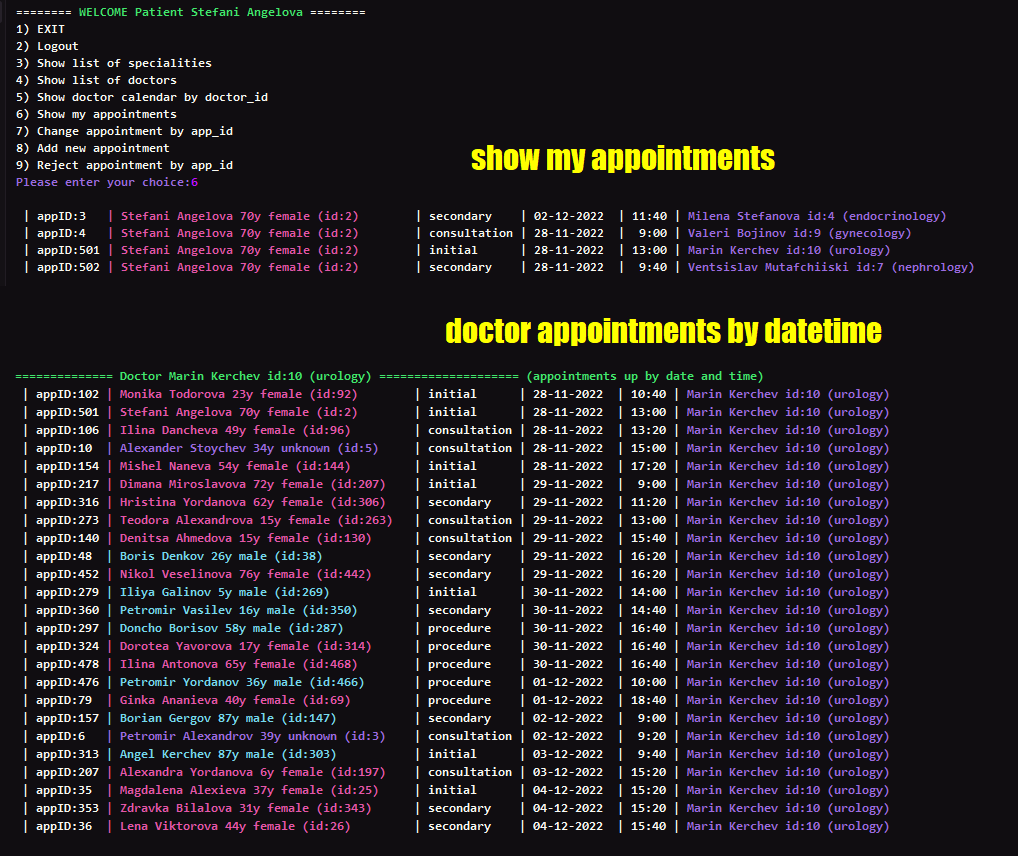 ======== WELCOME Patient Stefani Angelova ========
1) EXIT
2) Logout
3) Show list of specialities
4) Show list of doctors
5) Show doctor calendar by doctor_id
6) Show my appointments
7) Change appointment by app_id
8) Add new appointment
9) Reject appointment by app_id
Please enter your choice:6
show my appointments
| appID:3 | Stefani Angelova 70y female (id:2) | secondary | 02-12-2022 | 11:40 | Milena Stefanova id:4 (endocrinology)
| appID:4 | Stefani Angelova 70y female (id:2) | consultation | 28-11-2022 | 9:00 | Valeri Bojinov id:9 (gynecology)
| appID:501 | Stefani Angelova 70y female (id:2) | initial | 28-11-2022 | 13:00 | Marin Kerchev id:10 (urology)
| appID:502 | Stefani Angelova 70y female (id:2) | secondary | 28-11-2022 | 9:40 | Ventsislav Mutafchiiski id:7 (nephrology)
doctor appointments by datetime
============== Doctor Marin Kerchev id:10 (urology) ==================== (appointments up by date and time)
| appID:102 | Monika Todorova 23y female (id:92) | initial | 28-11-2022 | 10:40 | Marin Kerchev id:10 (urology)
| appID:501 | Stefani Angelova 70y female (id:2) | initial | 28-11-2022 | 13:00 | Marin Kerchev id:10 (urology)
| appID:106 | Ilina Dancheva 49y female (id:96) | consultation | 28-11-2022 | 13:20 | Marin Kerchev id:10 (urology)
| appID:10 | Alexander Stoychev 34y unknown (id:5) | consultation | 28-11-2022 | 15:00 | Marin Kerchev id:10 (urology)
| appID:154 | Mishel Naneva 54y female (id:144) | initial | 28-11-2022 | 17:20 | Marin Kerchev id:10 (urology)
| appID:217 | Dimana Miroslavova 72y female (id:207) | initial | 29-11-2022 | 9:00 | Marin Kerchev id:10 (urology)
| appID:316 | Hristina Yordanova 62y female (id:306) | secondary | 29-11-2022 | 11:20 | Marin Kerchev id:10 (urology)
| appID:273 | Teodora Alexandrova 15y female (id:263) | consultation | 29-11-2022 | 13:00 | Marin Kerchev id:10 (urology)
| appID:140 | Denitsa Ahmedova 15y female (id:130) | consultation | 29-11-2022 | 15:40 | Marin Kerchev id:10 (urology)
| appID:48 | Boris Denkov 26y male (id:38) | secondary | 29-11-2022 | 16:20 | Marin Kerchev id:10 (urology)
| appID:452 | Nikol Veselinova 76y female (id:442) | secondary | 29-11-2022 | 16:20 | Marin Kerchev id:10 (urology)
| appID:279 | Iliya Galinov 5y male (id:269) | initial | 30-11-2022 | 14:00 | Marin Kerchev id:10 (urology)
| appID:360 | Petromir Vasilev 16y male (id:350) | secondary | 30-11-2022 | 14:40 | Marin Kerchev id:10 (urology)
| appID:297 | Doncho Borisov 58y male (id:287) | procedure | 30-11-2022 | 16:40 | Marin Kerchev id:10 (urology)
| appID:324 | Dorotea Yavorova 17y female (id:314) | procedure | 30-11-2022 | 16:40 | Marin Kerchev id:10 (urology)
| appID:478 | Ilina Antonova 65y female (id:468) | procedure | 30-11-2022 | 16:40 | Marin Kerchev id:10 (urology)
| appID:476 | Petromir Yordanov 36y male (id:466) | procedure | 01-12-2022 | 10:00 | Marin Kerchev id:10 (urology)
| appID:79 | Ginka Ananieva 40y female (id:69) | procedure | 01-12-2022 | 18:40 | Marin Kerchev id:10 (urology)
| appID:157 | Borian Gergov 87y male (id:147) | secondary | 02-12-2022 | 9:00 | Marin Kerchev id:10 (urology)
| appID:6 | Petromir Alexandrov 39y unknown (id:3) | consultation | 02-12-2022 | 9:20 | Marin Kerchev id:10 (urology)
| appID:313 | Angel Kerchev 87y male (id:303) | initial | 03-12-2022 | 9:40 | Marin Kerchev id:10 (urology)
| appID:207 | Alexandra Yordanova 6y female (id:197) | consultation | 03-12-2022 | 15:20 | Marin Kerchev id:10 (urology)
| appID:35 | Magdalena Alexieva 37y female (id:25) | initial | 04-12-2022 | 15:20 | Marin Kerchev id:10 (urology)
| appID:353 | Zdravka Bilalova 31y female (id:343) | secondary | 04-12-2022 | 15:20 | Marin Kerchev id:10 (urology)
| appID:36 | Lena Viktorova 44y female (id:26) | secondary | 04-12-2022 | 15:40 | Marin Kerchev id:10 (urology)